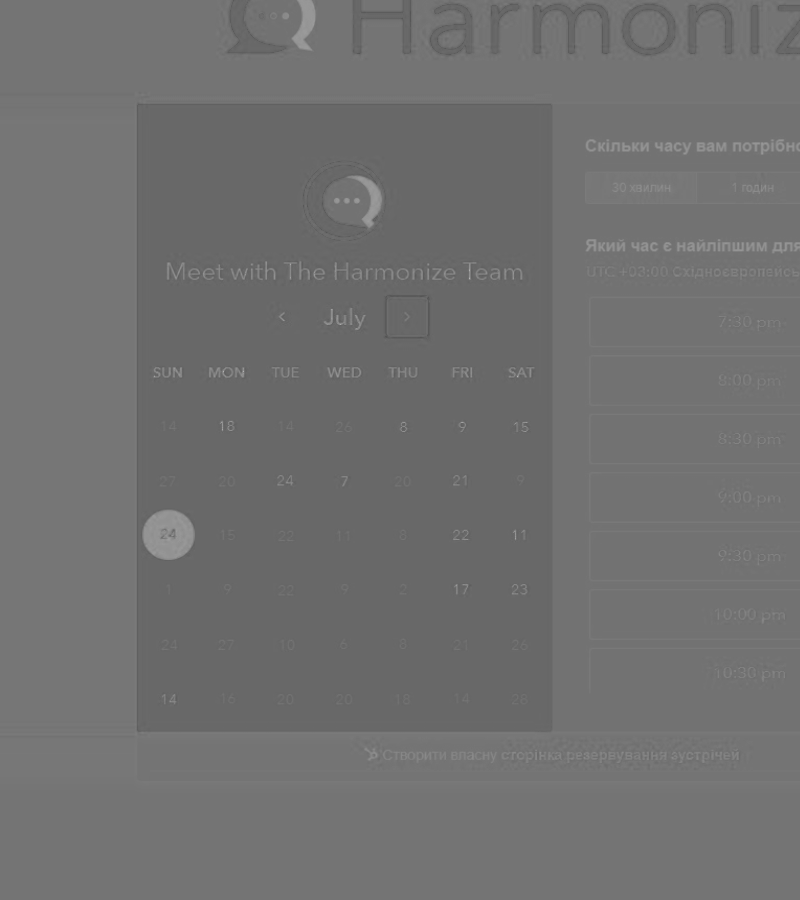 Harmoniz
Meet with The Harmonize Team
< July >
SUN MON TUE WED THU FRI SAT
14 18 14 26 8 9 15
27 20 24 7 20 21 9
24 15 22 11 8 22 11
1 9 22 9 2 17 23
24 27 10 6 8 21 26
14 16 20 20 18 14 28
Скільки часу вам потрібно
30 хвилин 1 годин
Який час є найліпшим для
UTC +03:00 Східноєвропейсь
7:30 pm
8:00 pm
8:30 pm
9:00 pm
9:30 pm
10:00 pm
10:30 pm
Створити власну сторінка резервування зустрічей